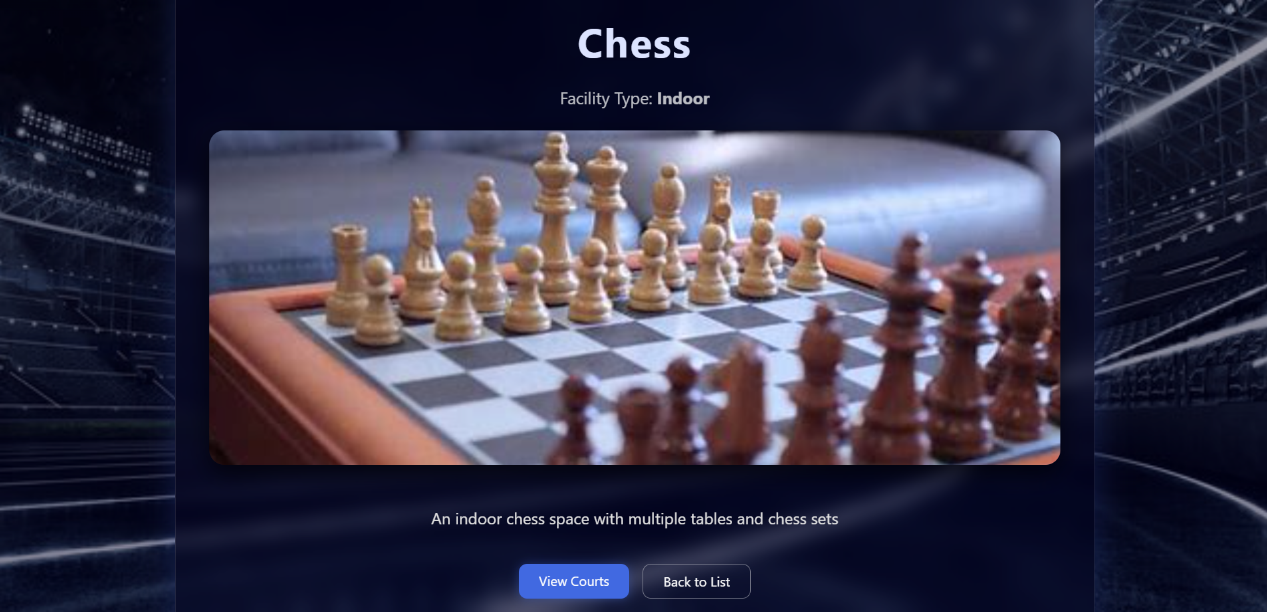 Chess
Facility Type: Indoor
An indoor chess space with multiple tables and chess sets
View Courts
Back to List